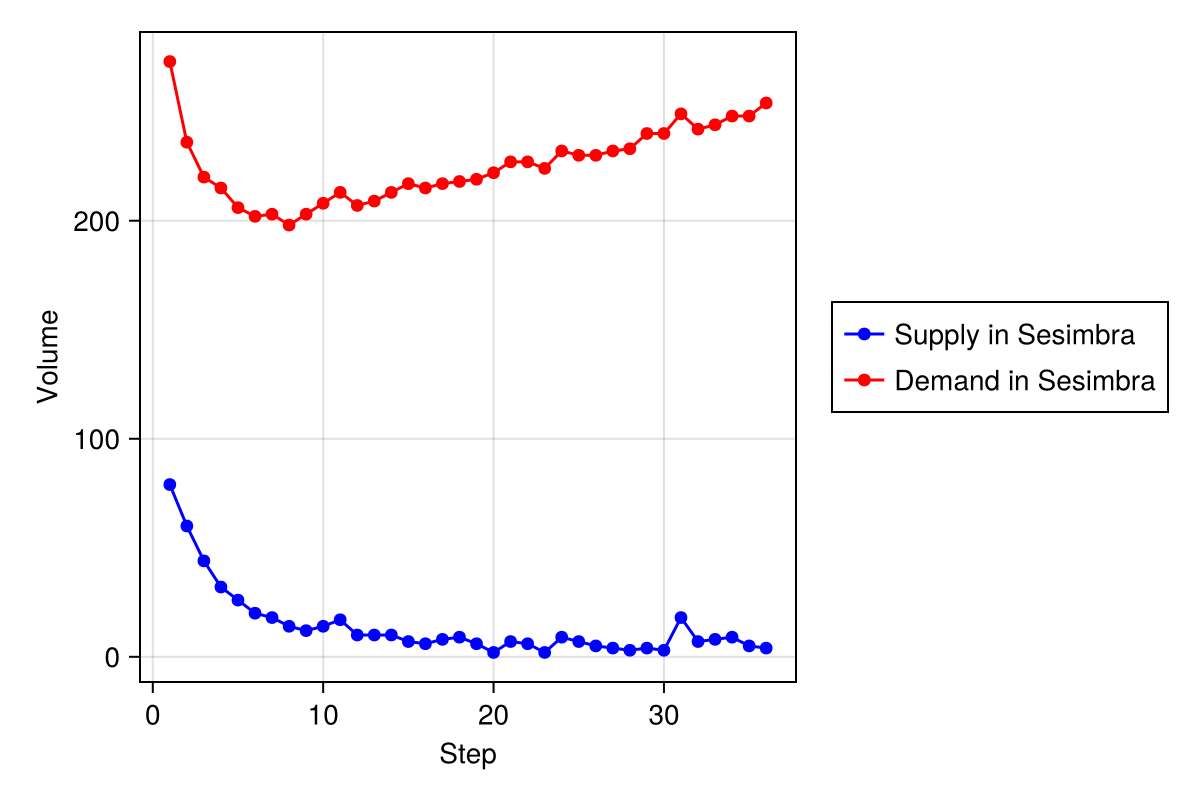 200
100
0
Volume
0 10 20 30
Step
Supply in Sesimbra
Demand in Sesimbra